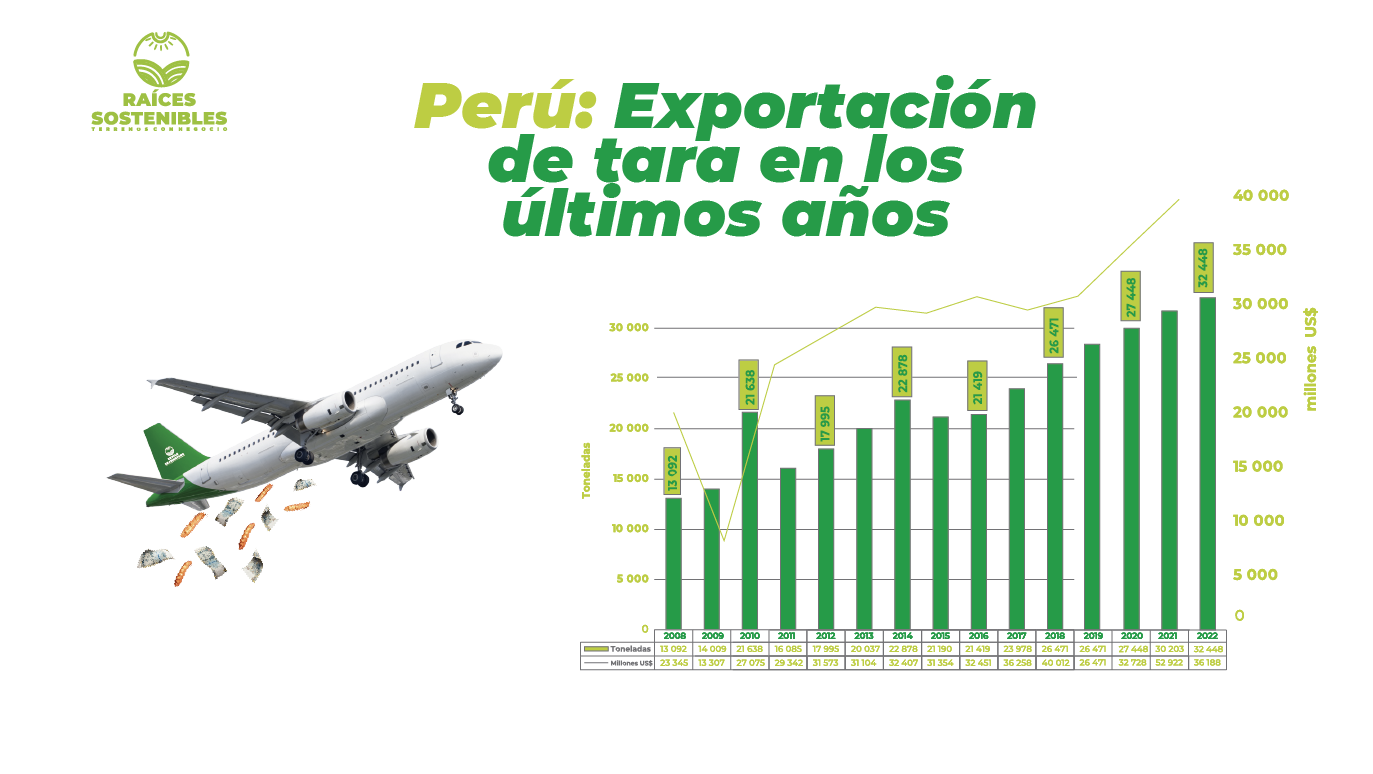 RAÍCES
SOSTENIBLES
TERRENOS CON NEGOCIO
Perú: Exportación
de tara en los
últimos años
40 000
35 000
30 000
25 000
20 000
15 000
10 000
5 000
0
millones US$
Toneladas
30 000
25 000
20 000
15 000
10 000
5 000
0
13 092
21 638
17 995
22 878
21 419
26 471
27 448
32 448
2008 2009 2010 2011 2012 2013 2014 2015 2016 2017 2018 2019 2020 2021 2022
Toneladas 13 092 14 009 21 638 16 085 17 995 20 037 22 878 21 190 21 419 23 978 26 471 26 471 27 448 30 203 32 448
Millones US$ 23 345 13 307 27 075 29 342 31 573 31 104 32 407 31 354 32 451 36 258 40 012 26 471 32 728 52 922 36 188